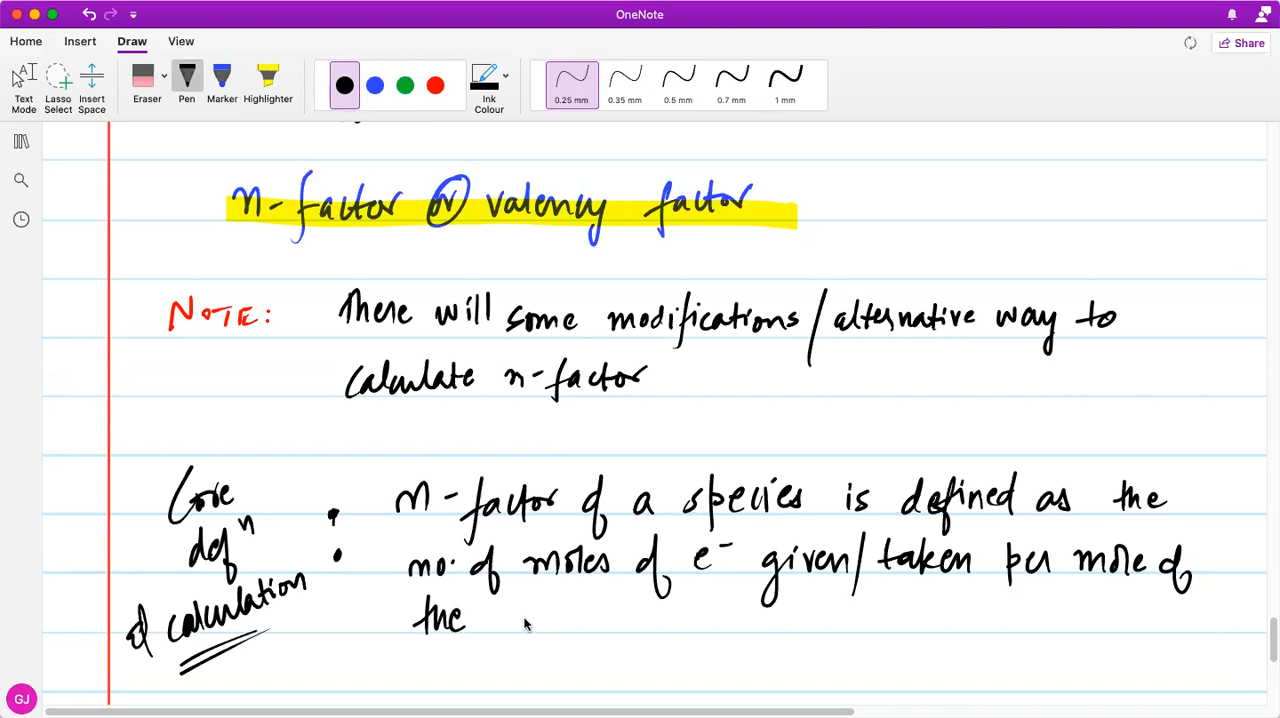 OneNote
Home Insert Draw View
Share
Text Mode
Lasso Select
Insert Space
Eraser
Pen
Marker
Highlighter
Ink Colour
0.25 mm
0.35 mm
0.5 mm
0.7 mm
1 mm
n-factor or valency factor
NOTE: There will some modifications/alternative way to
calculate n-factor
Core defⁿ & calculation : n-factor of a species is defined as the
no. of moles of e⁻ given/taken per mole of
the
GJ